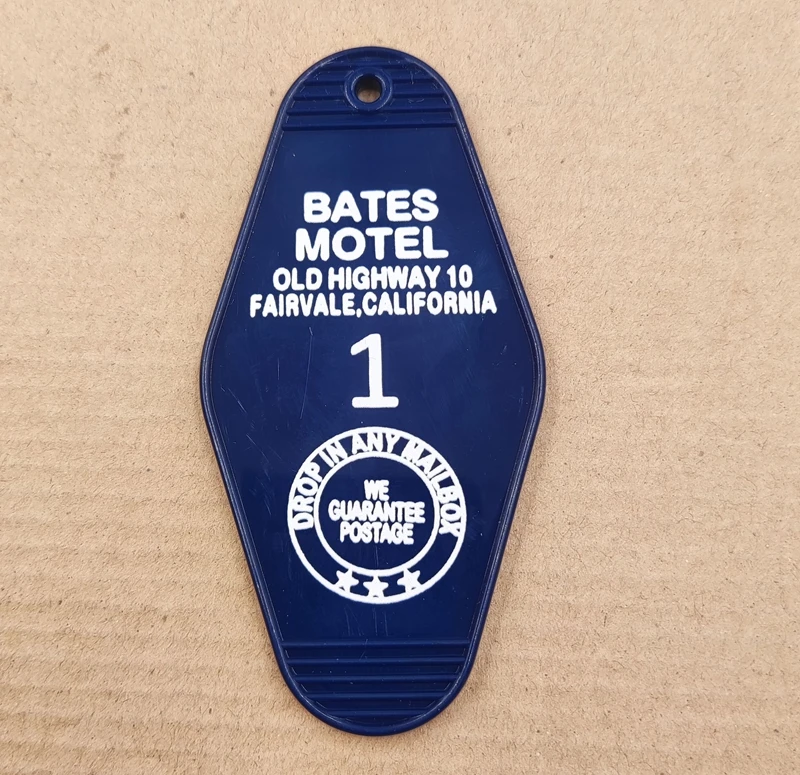 BATES
MOTEL
OLD HIGHWAY 10
FAIRVALE,CALIFORNIA
1
DROP IN ANY MAILBOX
WE
GUARANTEE
POSTAGE